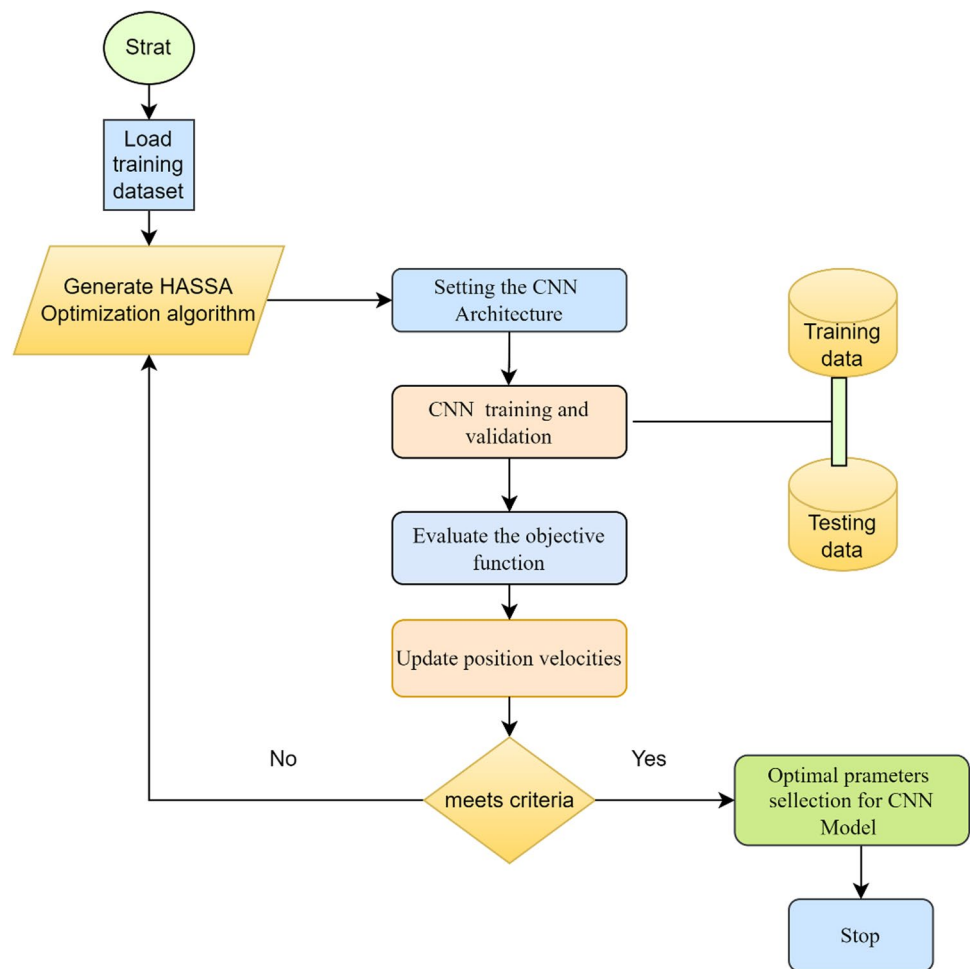 Strat
Load
training
dataset
Generate HASSA
Optimization algorithm
Setting the CNN
Architecture
Training
data
CNN training and
validation
Testing
data
Evaluate the objective
function
Update position velocities
No
Yes
meets criteria
Optimal prameters
sellection for CNN
Model
Stop